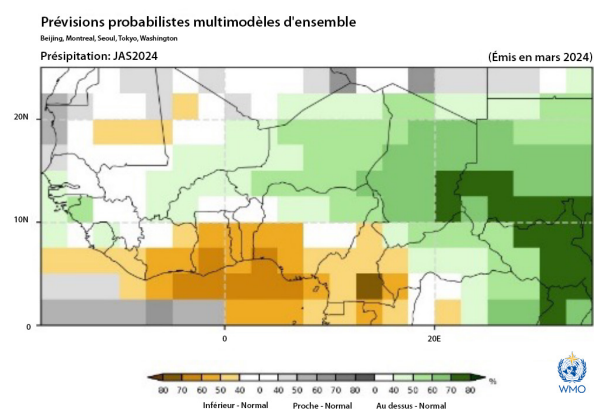 Prévisions probabilistes multimodèles d'ensemble
Beijing, Montreal, Seoul, Tokyo, Washington
Précipitation: JAS2024 (Émis en mars 2024)
20N
10N
0
0 20E
80 70 60 50 40 0 40 50 60 70 80 0 40 50 60 70 80 %
Inférieur - Normal Proche - Normal Au dessus - Normal
WMO